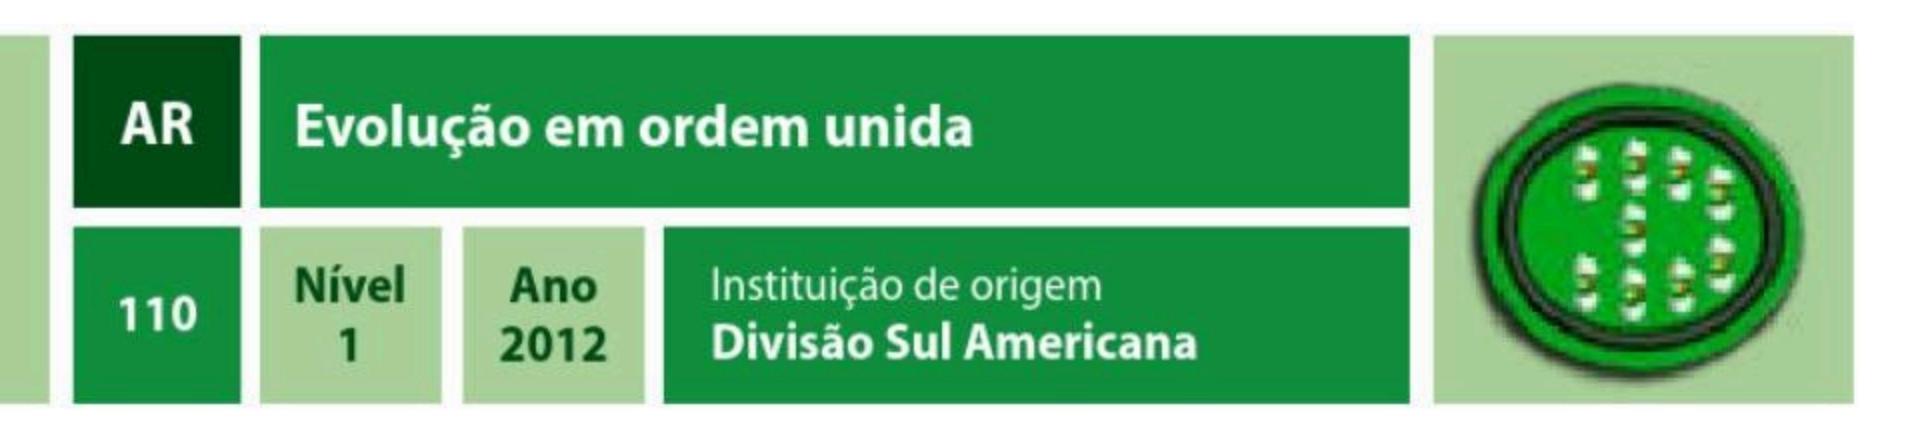 AR
Evolução em ordem unida
110
Nível
1
Ano
2012
Instituição de origem
Divisão Sul Americana